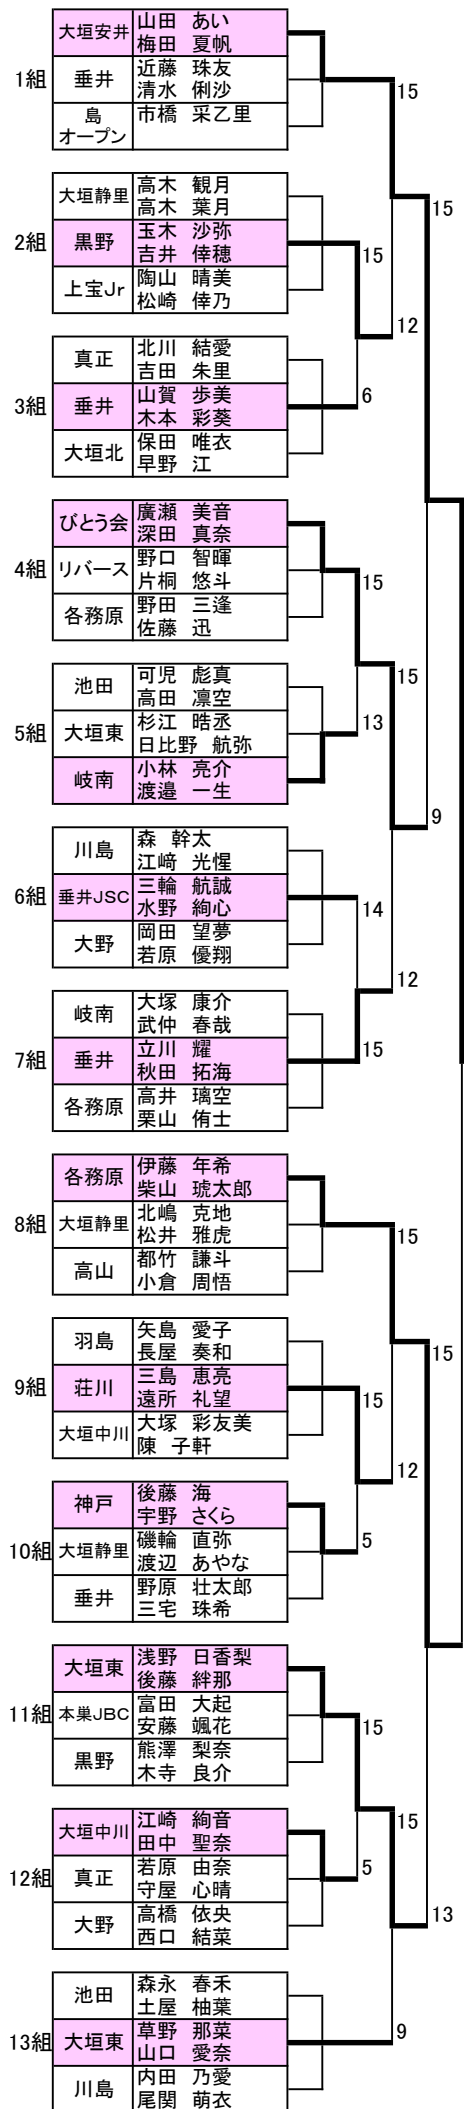 大垣安井 山田 あい
梅田 夏帆
1組 垂井 近藤 珠友
清水 俐沙
島オープン 市橋 采乙里
15
15
大垣静里 高木 観月
高木 葉月
2組 黒野 玉木 沙弥
吉井 倖穂
上宝Jr 陶山 晴美
松崎 倖乃
15
12
真正 北川 結愛
吉田 朱里
3組 垂井 山賀 歩美
木本 彩葵
大垣北 保田 唯衣
早野 江
6
びとう会 廣瀬 美音
深田 真奈
4組 リバース 野口 智暉
片桐 悠斗
各務原 野田 三逢
佐藤 迅
15
15
池田 可児 彪真
高田 凛空
5組 大垣東 杉江 晧丞
日比野 航弥
岐南 小林 亮介
渡邉 一生
13
9
川島 森 幹太
江﨑 光惺
6組 垂井JSC 三輪 航誠
水野 絢心
大野 岡田 望夢
若原 優翔
14
12
岐南 大塚 康介
武仲 春哉
7組 垂井 立川 耀
秋田 拓海
各務原 高井 璃空
栗山 侑士
15
各務原 伊藤 年希
柴山 琥太郎
8組 大垣静里 北嶋 克地
松井 雅虎
高山 都竹 謙斗
小倉 周悟
15
15
羽島 矢島 愛子
長屋 奏和
9組 荘川 三島 恵亮
遠所 礼望
大垣中川 大塚 彩友美
陳 子軒
15
12
神戸 後藤 海
宇野 さくら
10組 大垣静里 磯輪 直弥
渡辺 あやな
垂井 野原 壮太郎
三宅 珠希
5
大垣東 浅野 日香梨
後藤 絆那
11組 本巣JBC 富田 大起
安藤 颯花
黒野 熊澤 梨奈
木寺 良介
15
15
大垣中川 江崎 絢音
田中 聖奈
12組 真正 若原 由奈
守屋 心晴
大野 高橋 依央
西口 結菜
5
13
池田 森永 春禾
土屋 柚葉
13組 大垣東 草野 那菜
山口 愛奈
川島 内田 乃愛
尾関 萌衣
9